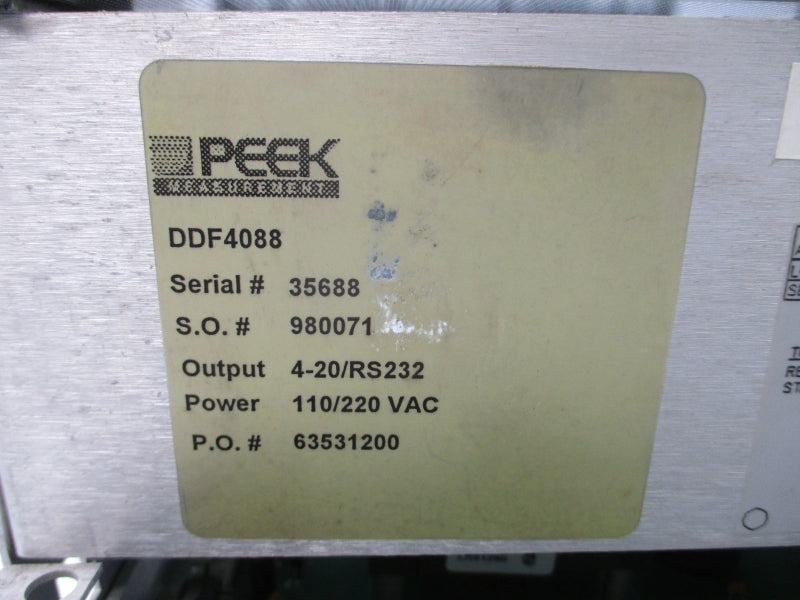 PEEK
MEASUREMENT
DDF4088
Serial # 35688
S.O. # 980071
Output 4-20/RS232
Power 110/220 VAC
P.O. # 63531200